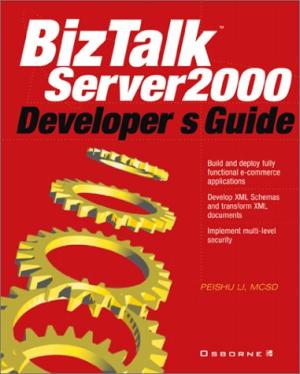 BizTalk™
Server2000
Developer s Guide
Build and deploy fully
functional e-commerce
applications
Develop XML Schemas
and transform XML
documents
Implement multi-level
security
PEISHU LI, MCSD
OSBORNE